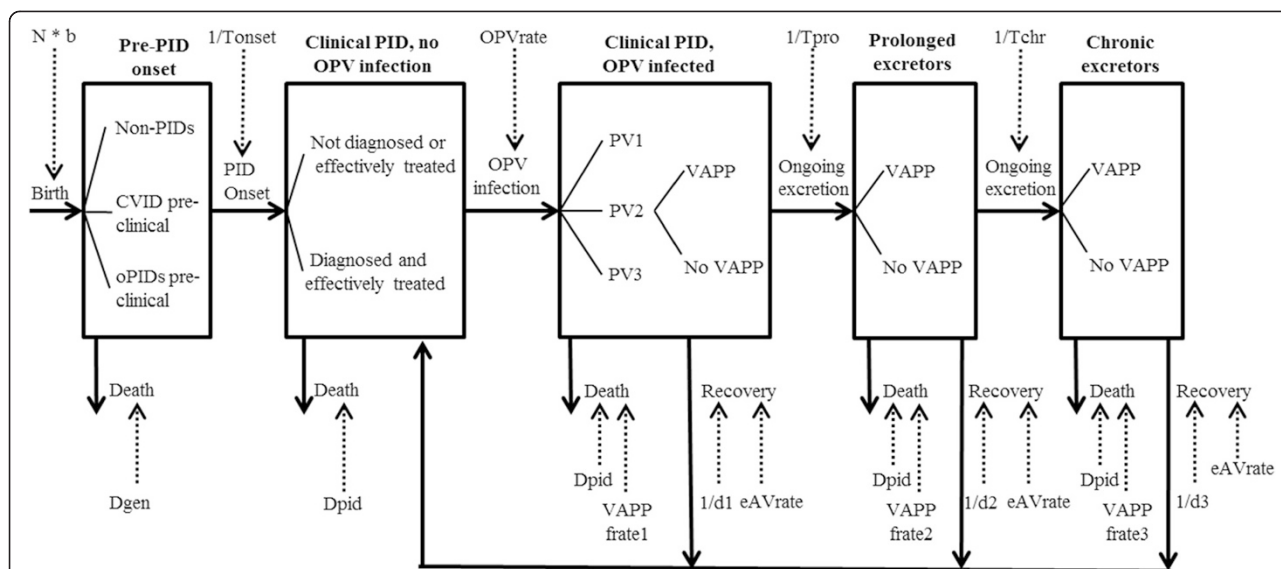 N * b
Pre-PID
onset
1/Tonset
Clinical PID, no
OPV infection
OPVrate
Clinical PID,
OPV infected
1/Tpro
Prolonged
excretors
1/Tchr
Chronic
excretors
Birth
Non-PIDs
CVID pre-
clinical
oPIDs pre-
clinical
PID
Onset
Not diagnosed or
effectively treated
Diagnosed and
effectively treated
OPV
infection
PV1
PV2
PV3
VAPP
No VAPP
Ongoing
excretion
VAPP
No VAPP
Ongoing
excretion
VAPP
No VAPP
Death
Dgen
Death
Dpid
Death
Dpid
VAPP
frate1
Recovery
1/d1
eAVrate
Death
Dpid
VAPP
frate2
Recovery
1/d2
eAVrate
Death
Dpid
VAPP
frate3
Recovery
1/d3
eAVrate